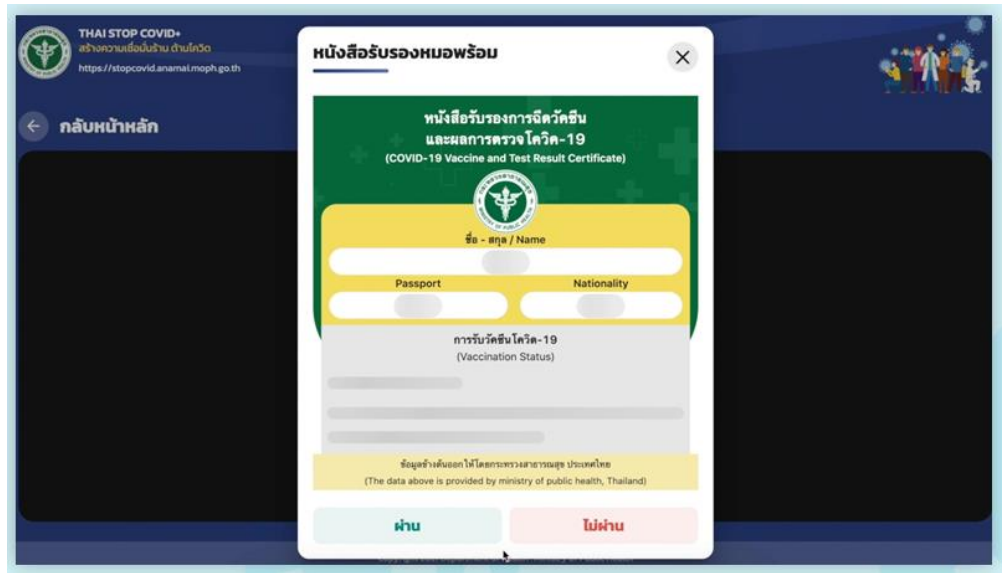 THAI STOP COVID+
สร้างความเชื่อมั่นร้าน ต้านโควิด
https://stopcovid.anamai.moph.go.th
กลับหน้าหลัก
หนังสือรับรองหมอพร้อม
หนังสือรับรองการฉีดวัคซีน
และผลการตรวจโควิด-19
(COVID-19 Vaccine and Test Result Certificate)
ชื่อ - สกุล / Name
Passport Nationality
การรับวัคซีนโควิด-19
(Vaccination Status)
ข้อมูลข้างต้นออกให้โดยกระทรวงสาธารณสุข ประเทศไทย
(The data above is provided by ministry of public health, Thailand)
ผ่าน ไม่ผ่าน